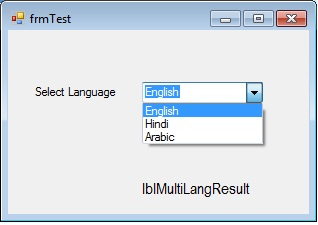 frmTest
Select Language English
English
Hindi
Arabic
lblMultiLangResult